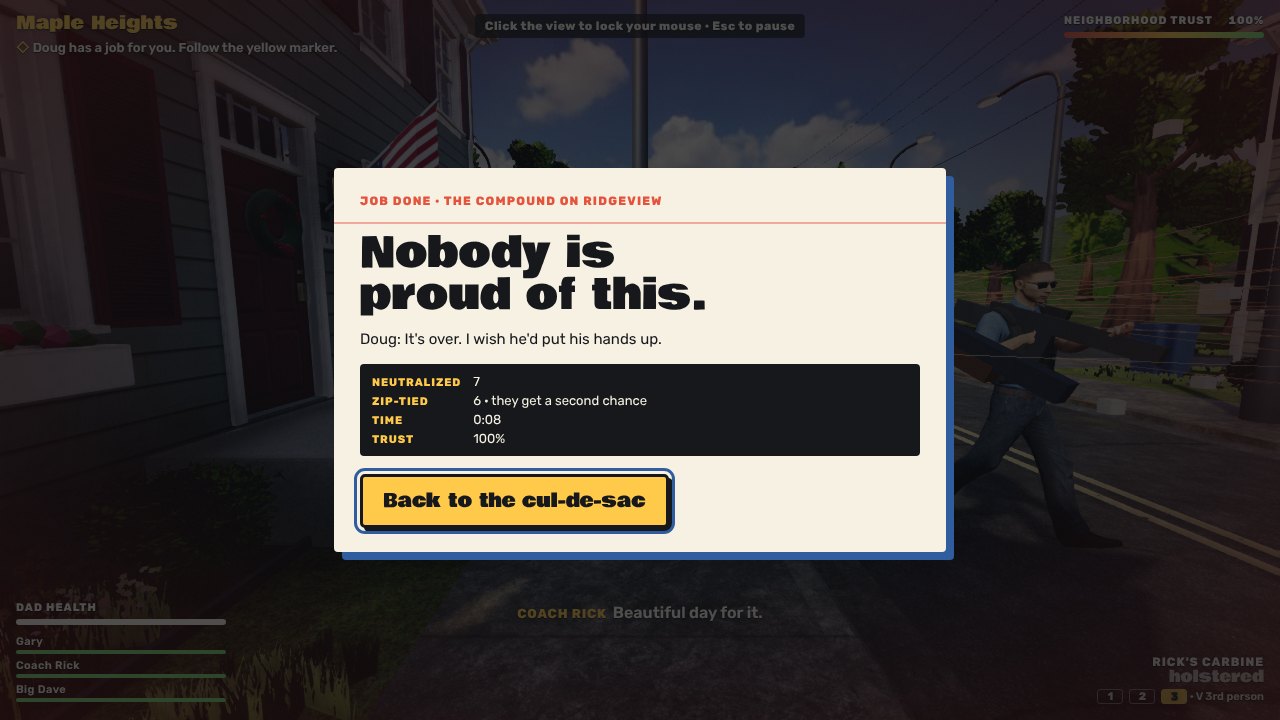 Maple Heights
Doug has a job for you. Follow the yellow marker.
Click the view to lock your mouse • Esc to pause
NEIGHBORHOOD TRUST 100%
JOB DONE • THE COMPOUND ON RIDGEVIEW
Nobody is
proud of this.
Doug: It's over. I wish he'd put his hands up.
NEUTRALIZED 7
ZIP-TIED 6 • they get a second chance
TIME 0:08
TRUST 100%
Back to the cul-de-sac
COACH RICK Beautiful day for it.
DAD HEALTH
Gary
Coach Rick
Big Dave
RICK'S CARBINE
holstered
1 2 3 • V 3rd person